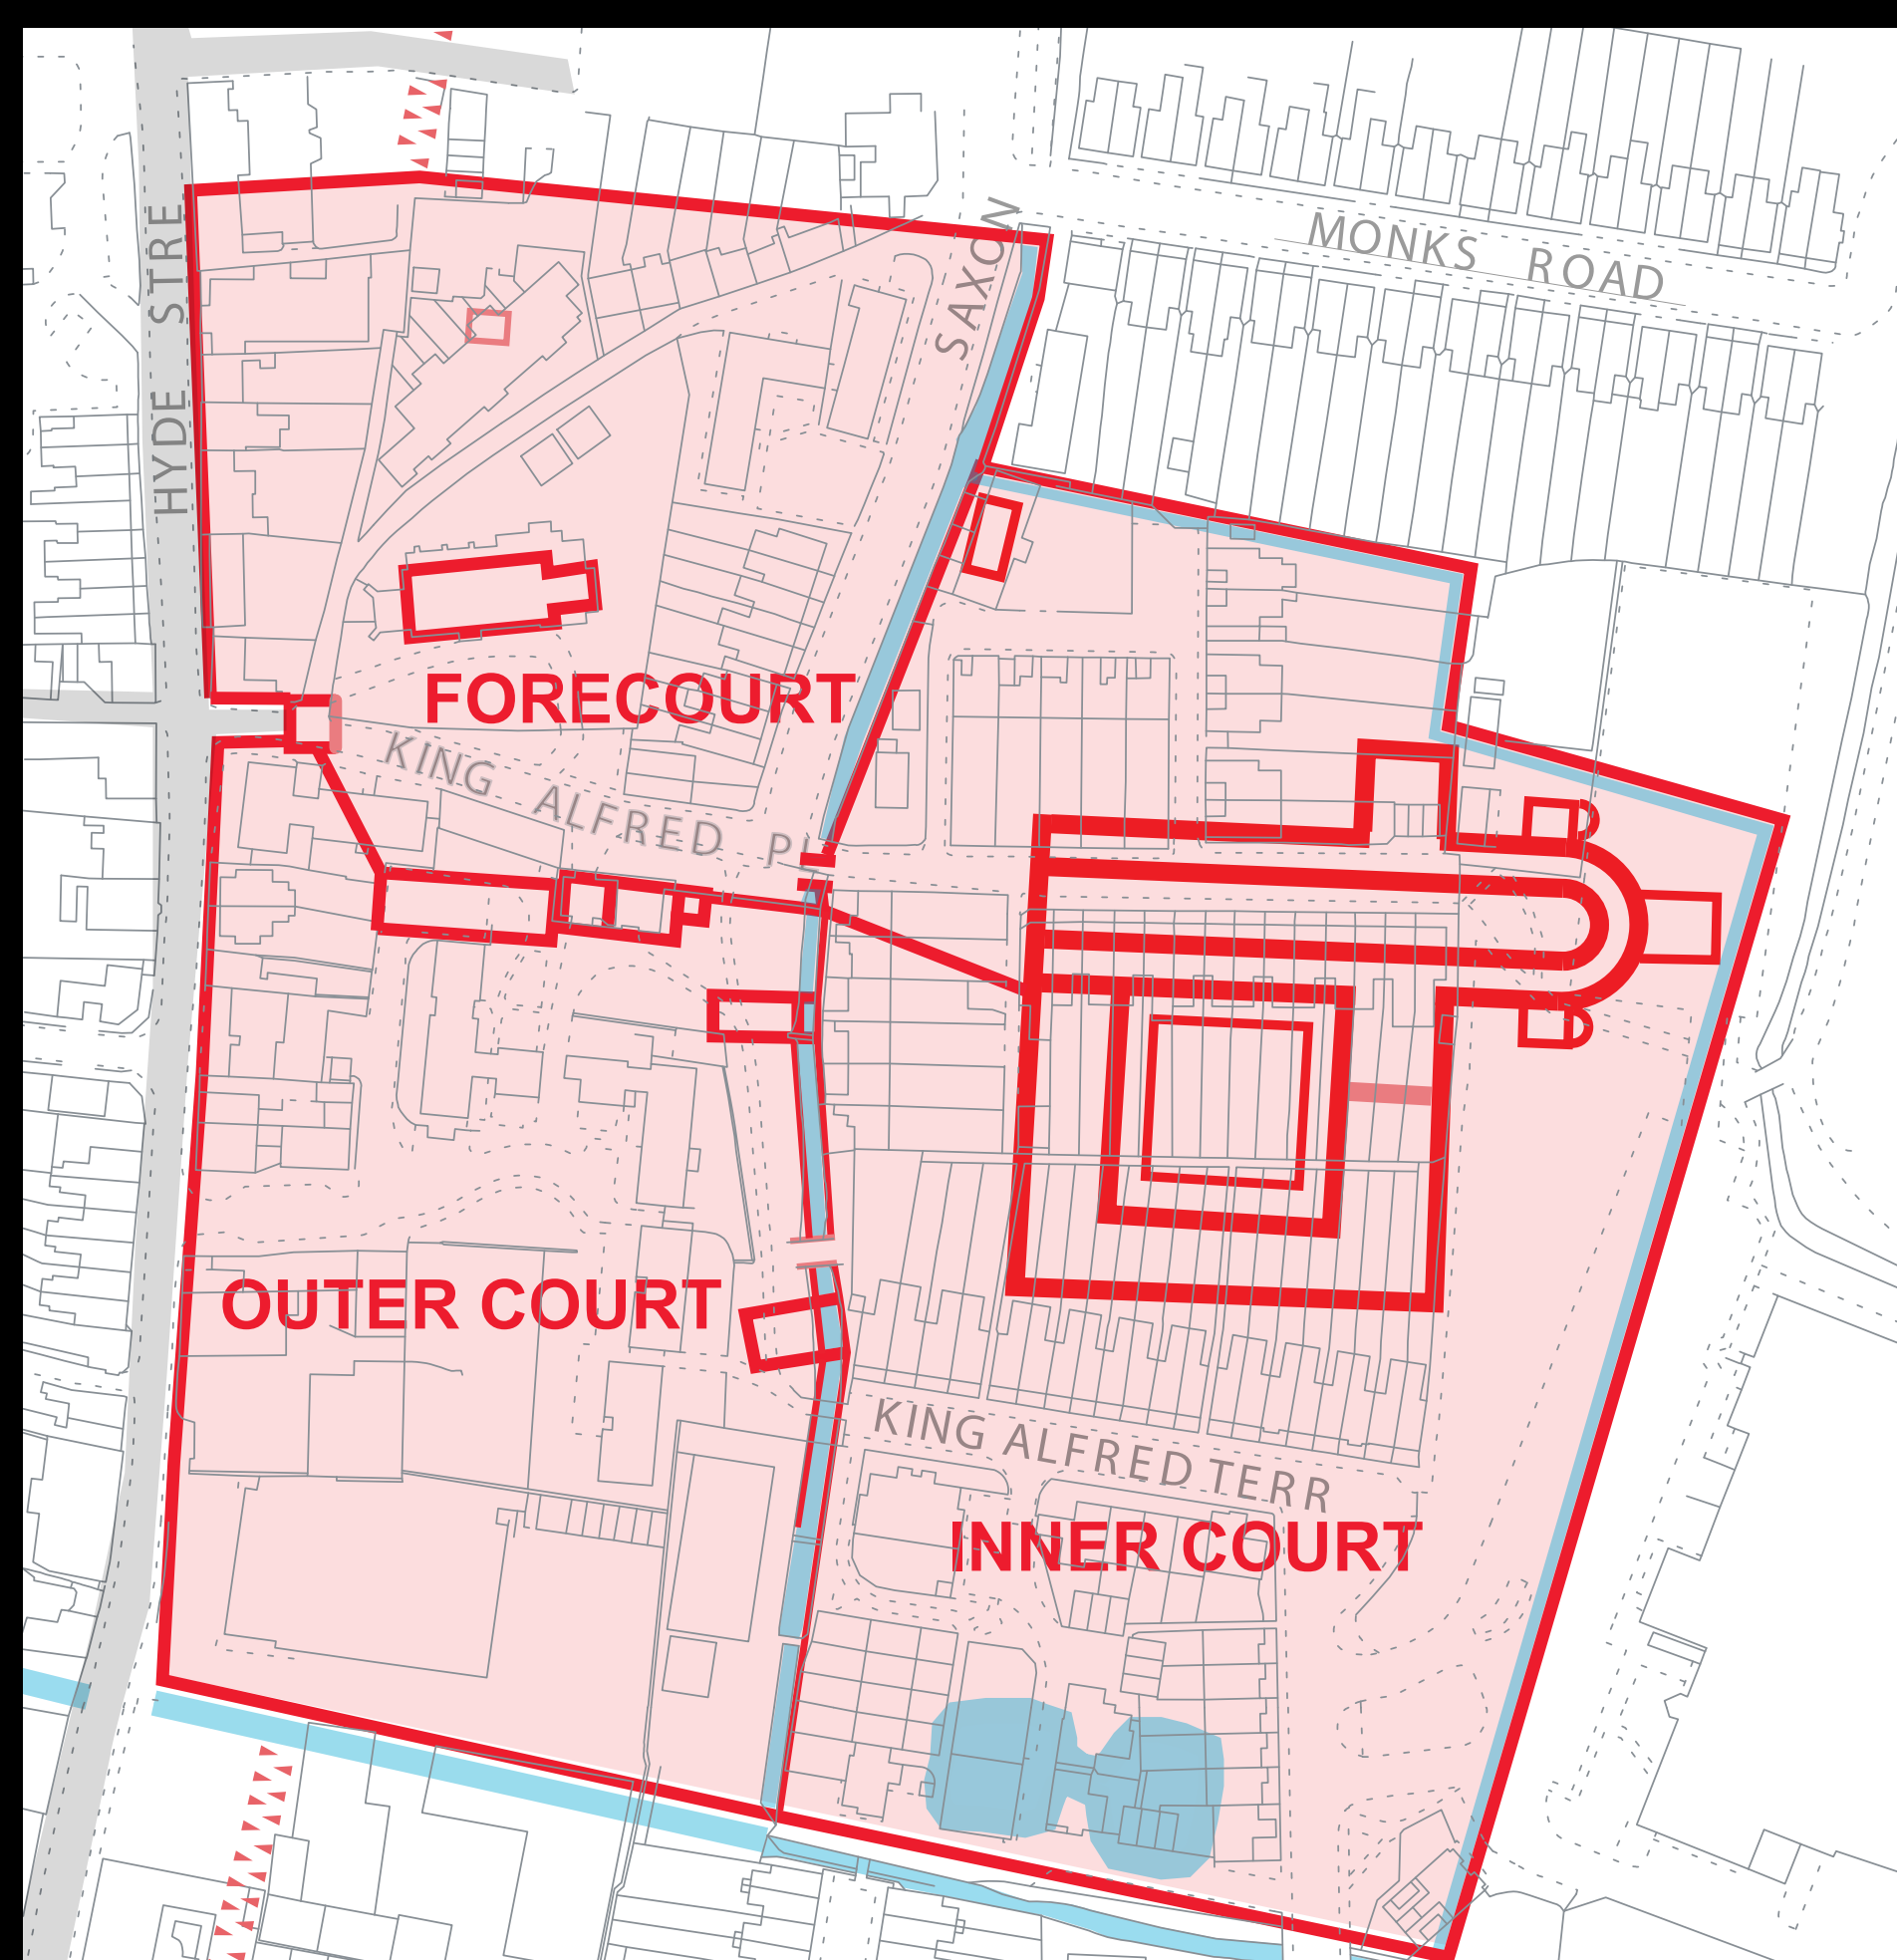 MONKS ROAD
SAXON
HYDE STRE
FORECOURT
KING ALFRED PL
OUTER COURT
KING ALFRED TERR
INNER COURT